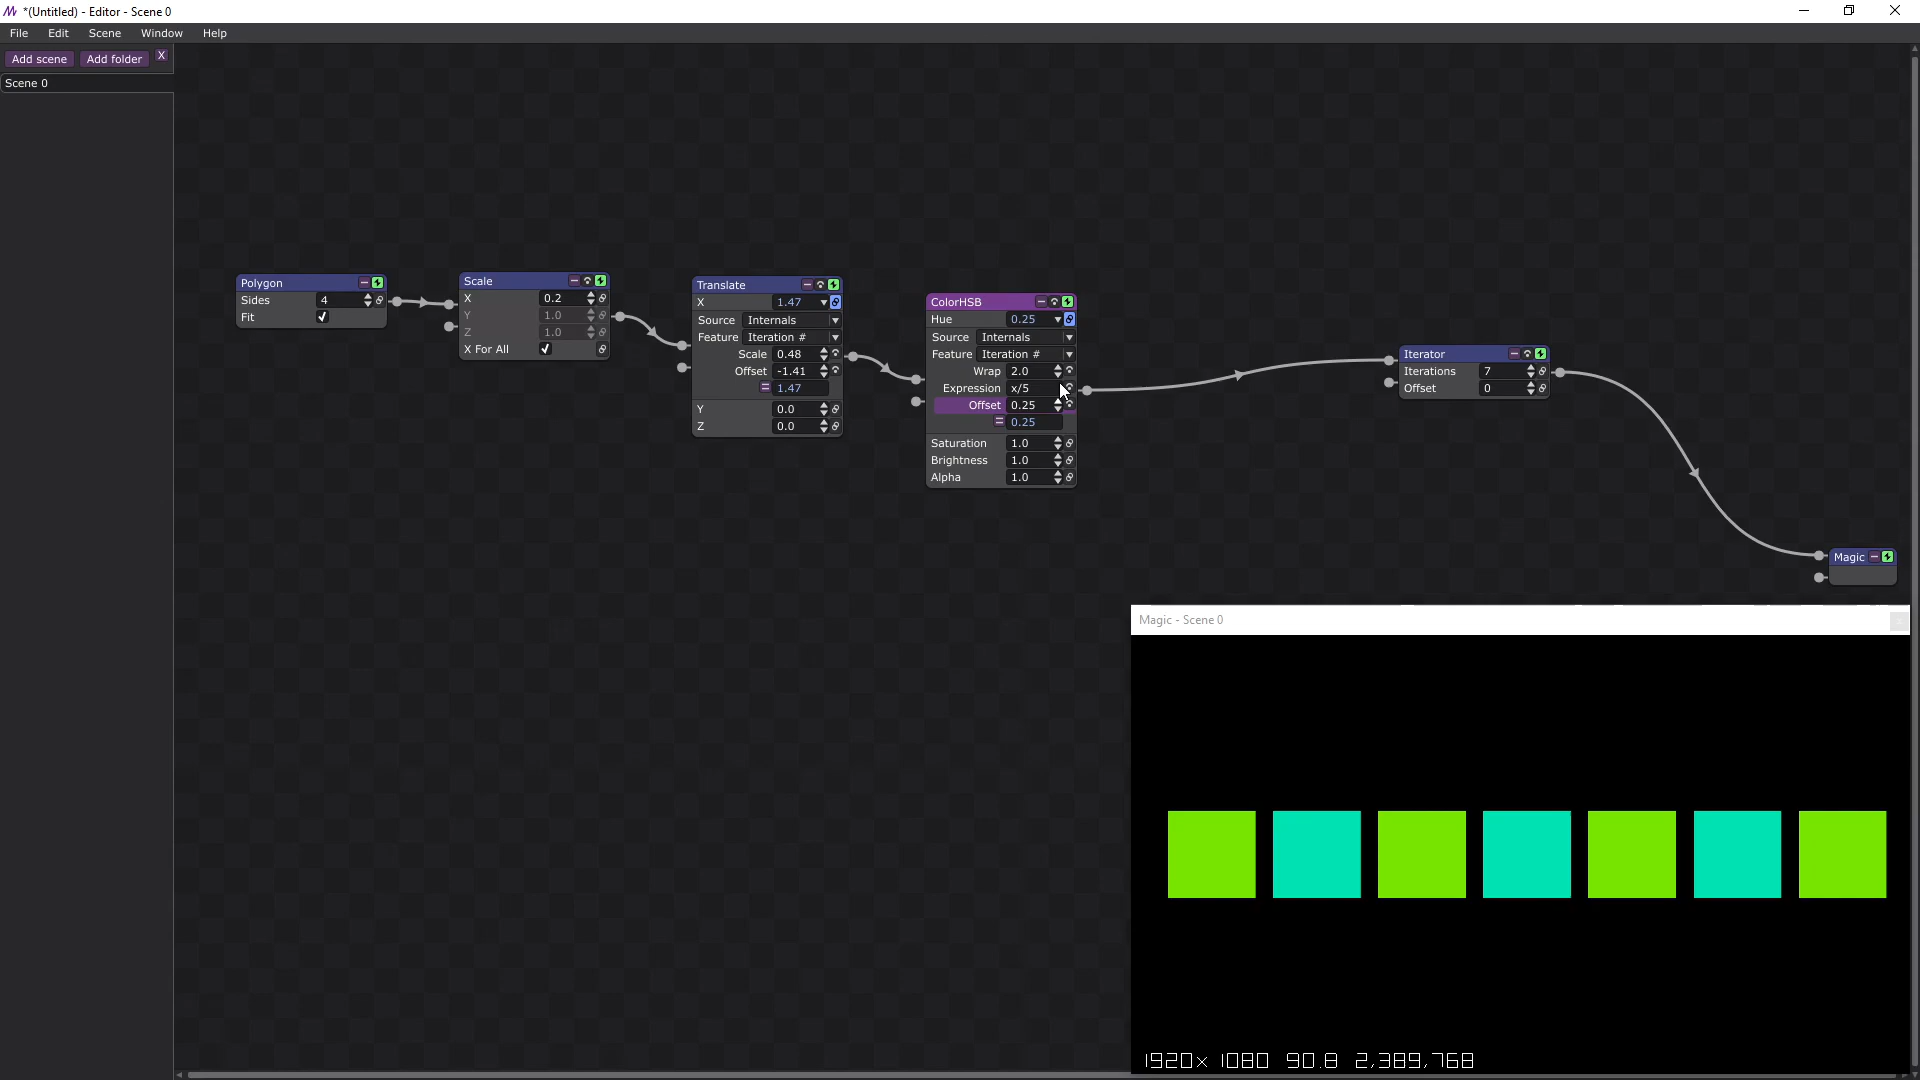 *(Untitled) - Editor - Scene 0
File Edit Scene Window Help
Add scene Add folder X
Scene 0
Polygon
Sides 4
Fit
Scale
X 0.2
Y 1.0
Z 1.0
X For All
Translate
X 1.47
Source Internals
Feature Iteration #
Scale 0.48
Offset -1.41
= 1.47
Y 0.0
Z 0.0
ColorHSB
Hue 0.25
Source Internals
Feature Iteration #
Wrap 2.0
Expression x/5
Offset 0.25
= 0.25
Saturation 1.0
Brightness 1.0
Alpha 1.0
Iterator
Iterations 7
Offset 0
Magic
Magic - Scene 0
1920x 1080 90.8 2,389,768